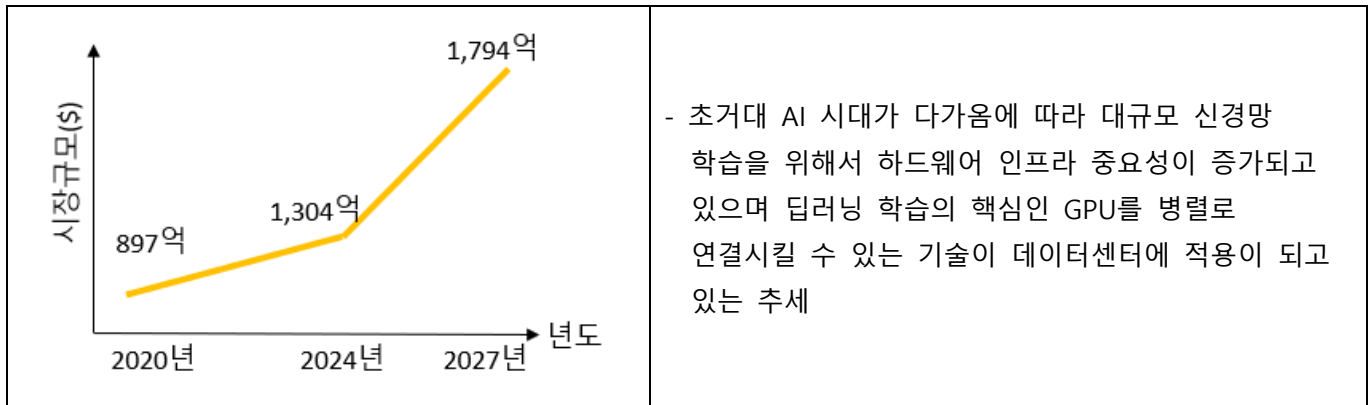 시장규모($)
1,794억
1,304억
897억
년도
2020년 2024년 2027년
- 초거대 AI 시대가 다가옴에 따라 대규모 신경망
학습을 위해서 하드웨어 인프라 중요성이 증가되고
있으며 딥러닝 학습의 핵심인 GPU를 병렬로
연결시킬 수 있는 기술이 데이터센터에 적용이 되고
있는 추세